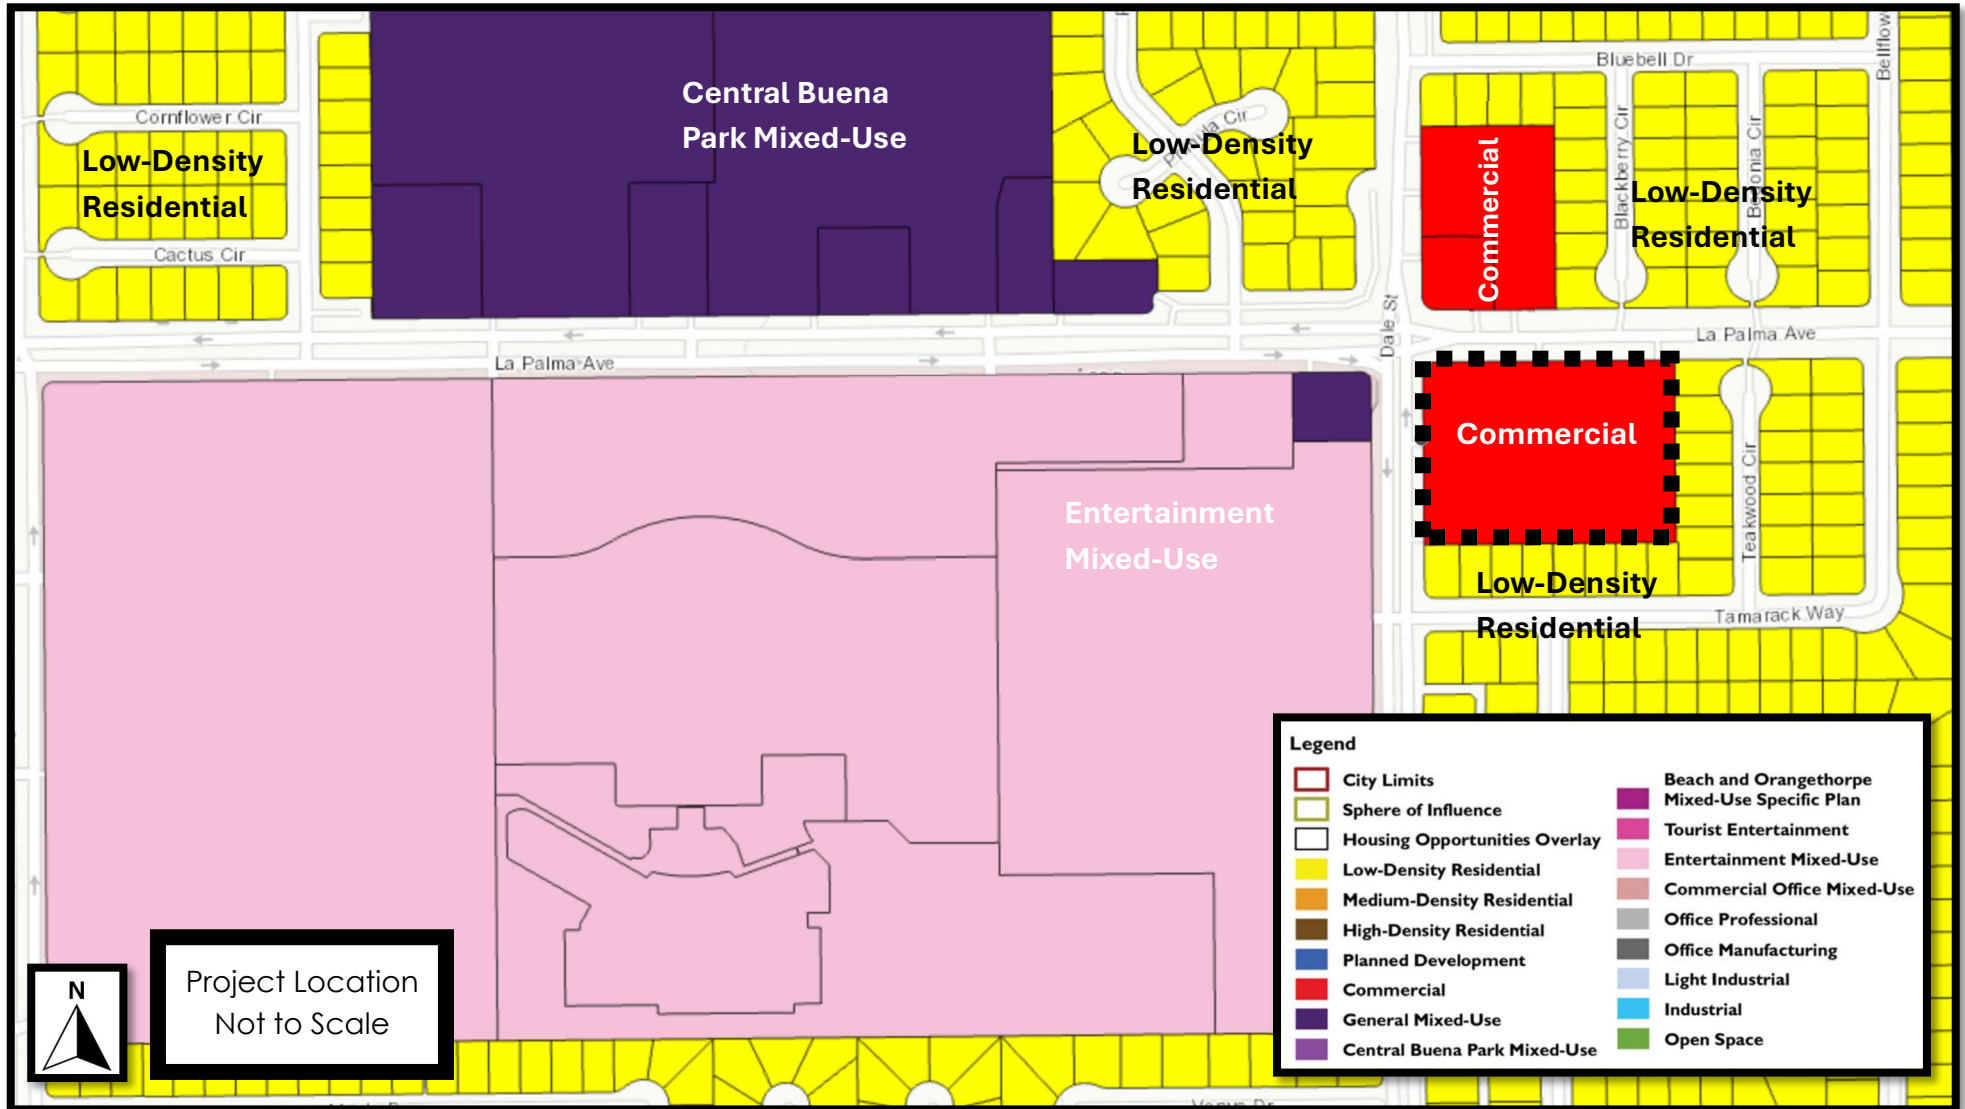 Bluebell Dr
Bellflow
Central Buena
Park Mixed-Use
Cornflower Cir
Low-Density
Residential
Low-Density
Residential
Commercial
Blackberry Cir
Low-Density
Residential
Cactus Cir
Dale St
La Palma Ave
La Palma Ave
Commercial
Teakwood Cir
Entertainment
Mixed-Use
Low-Density
Residential
Tamarack Way
Legend
City Limits
Sphere of Influence
Housing Opportunities Overlay
Low-Density Residential
Medium-Density Residential
High-Density Residential
Planned Development
Commercial
General Mixed-Use
Central Buena Park Mixed-Use
Beach and Orangethorpe
Mixed-Use Specific Plan
Tourist Entertainment
Entertainment Mixed-Use
Commercial Office Mixed-Use
Office Professional
Office Manufacturing
Light Industrial
Industrial
Open Space
N
Project Location
Not to Scale